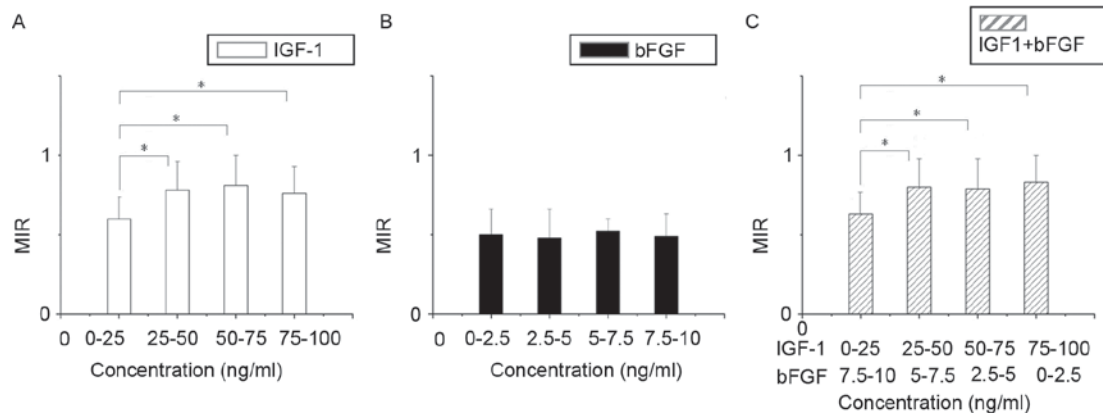 A
IGF-1
*
*
*
1
MIR
0
0 0-25 25-50 50-75 75-100
Concentration (ng/ml)
B
bFGF
1
MIR
0
0 0-2.5 2.5-5 5-7.5 7.5-10
Concentration (ng/ml)
C
IGF1+bFGF
*
*
*
1
MIR
0
0
IGF-1 0-25 25-50 50-75 75-100
bFGF 7.5-10 5-7.5 2.5-5 0-2.5
Concentration (ng/ml)